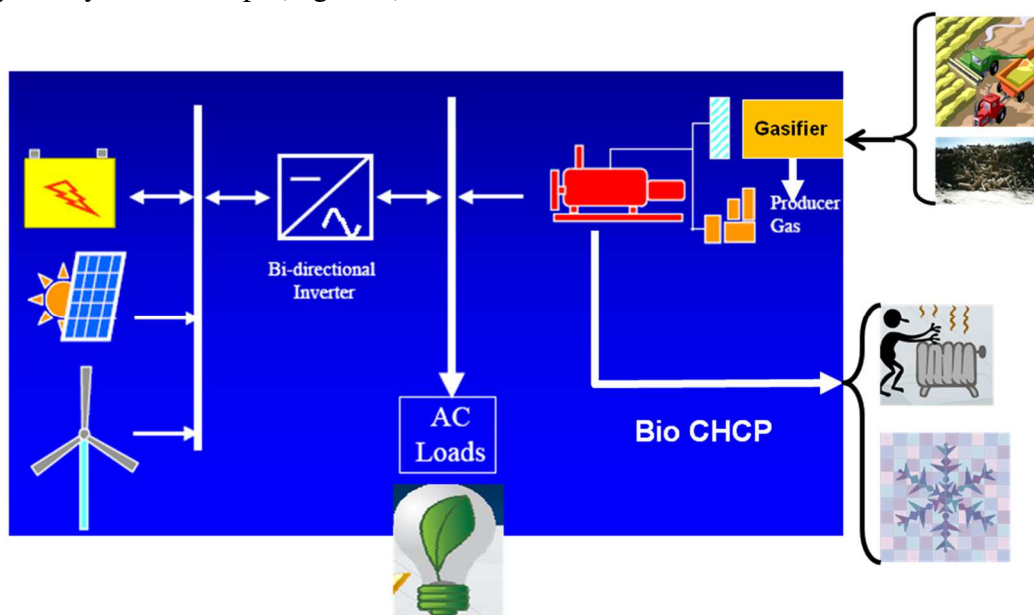 Gasifier
Producer
Gas
Bi-directional
Inverter
AC
Loads
Bio CHCP